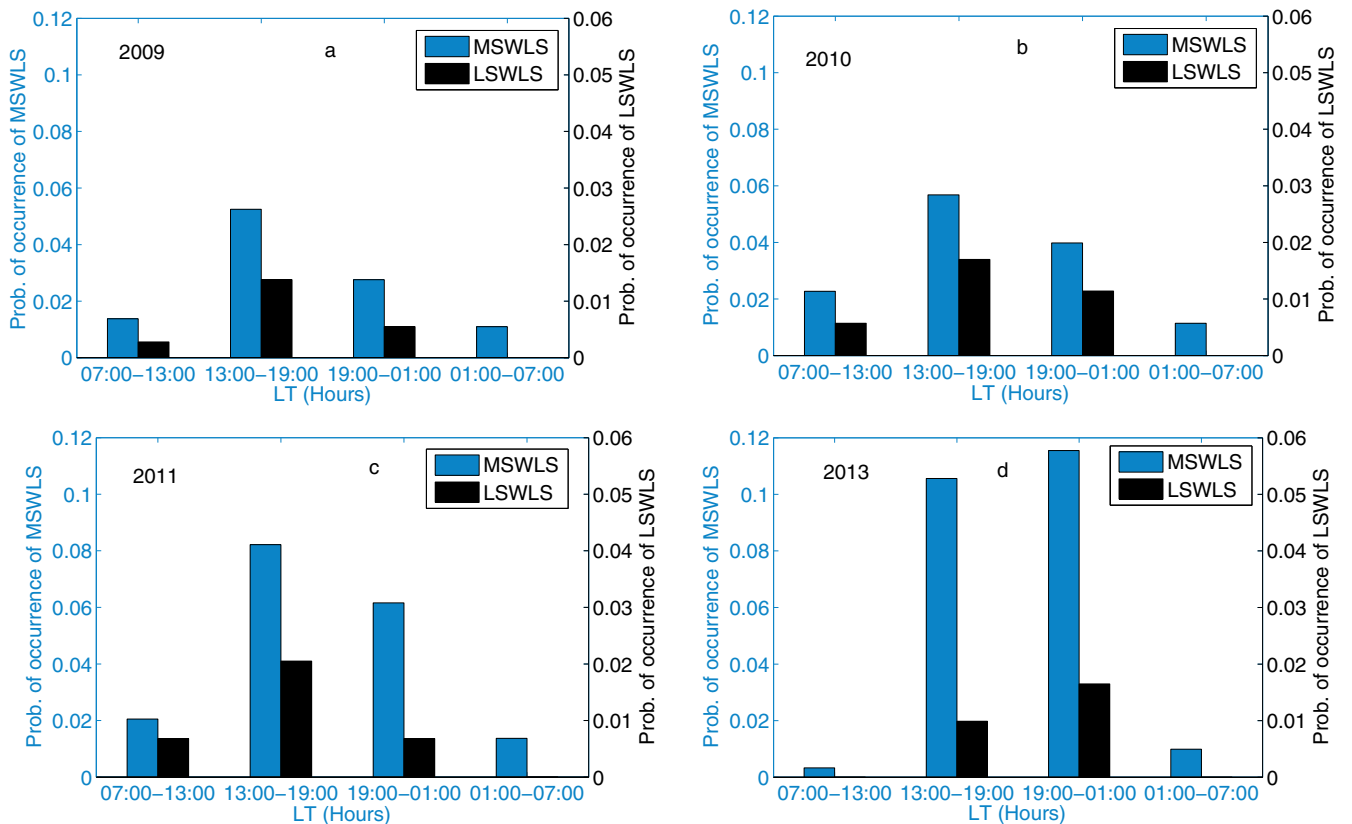 2009
a
MSWLS
LSWLS
Prob. of occurrence of MSWLS
0.12
0.1
0.08
0.06
0.04
0.02
0
Prob. of occurrence of LSWLS
0.06
0.05
0.04
0.03
0.02
0.01
0
07:00–13:00 13:00–19:00 19:00–01:00 01:00–07:00
LT (Hours)
2010
b
MSWLS
LSWLS
Prob. of occurrence of MSWLS
0.12
0.1
0.08
0.06
0.04
0.02
0
Prob. of occurrence of LSWLS
0.06
0.05
0.04
0.03
0.02
0.01
0
07:00–13:00 13:00–19:00 19:00–01:00 01:00–07:00
LT (Hours)
2011
c
MSWLS
LSWLS
Prob. of occurrence of MSWLS
0.12
0.1
0.08
0.06
0.04
0.02
0
Prob. of occurrence of LSWLS
0.06
0.05
0.04
0.03
0.02
0.01
0
07:00–13:00 13:00–19:00 19:00–01:00 01:00–07:00
LT (Hours)
2013
d
MSWLS
LSWLS
Prob. of occurrence of MSWLS
0.12
0.1
0.08
0.06
0.04
0.02
0
Prob. of occurrence of LSWLS
0.06
0.05
0.04
0.03
0.02
0.01
0
07:00–13:00 13:00–19:00 19:00–01:00 01:00–07:00
LT (Hours)